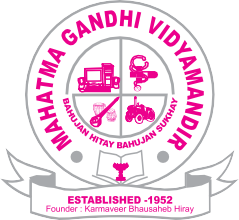 MAHATMA GANDHI VIDYAMANDIR
BAHUJAN HITAY BAHUJAN SUKHAY
ESTABLISHED -1952
Founder : Karmaveer Bhausaheb Hiray